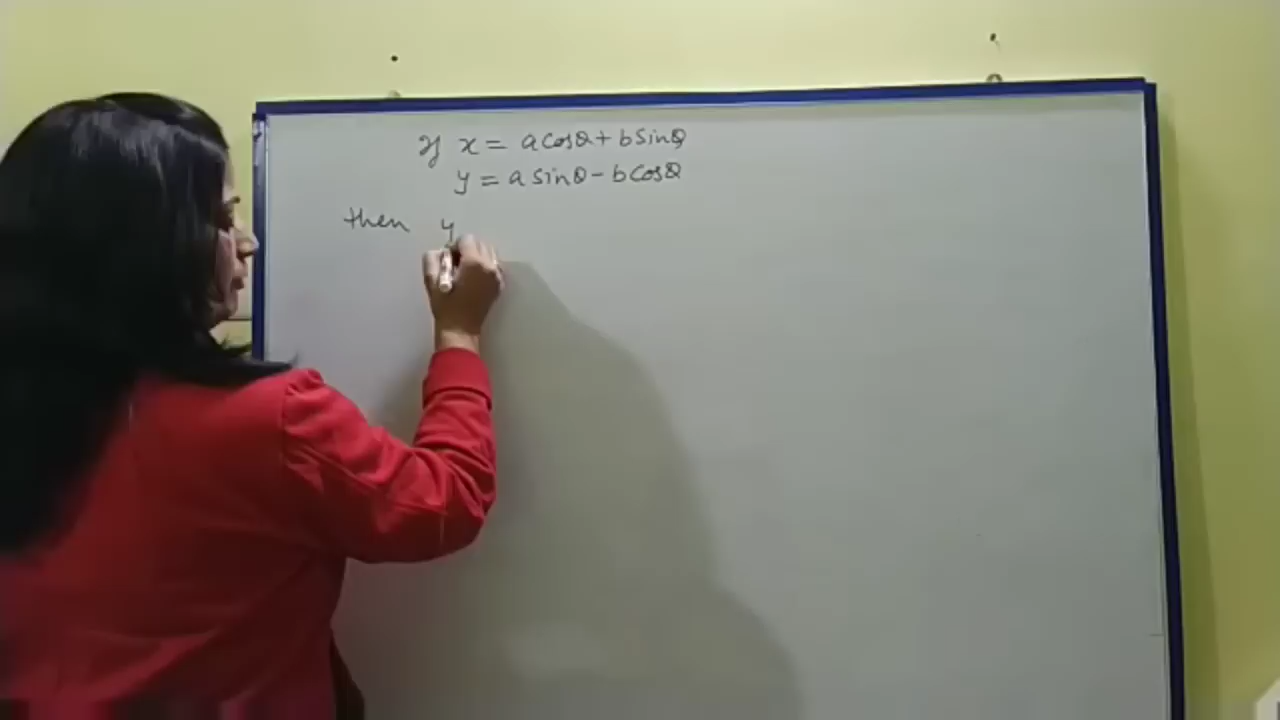 If x = a cosθ + b sinθ
y = a sinθ - b cosθ
then y